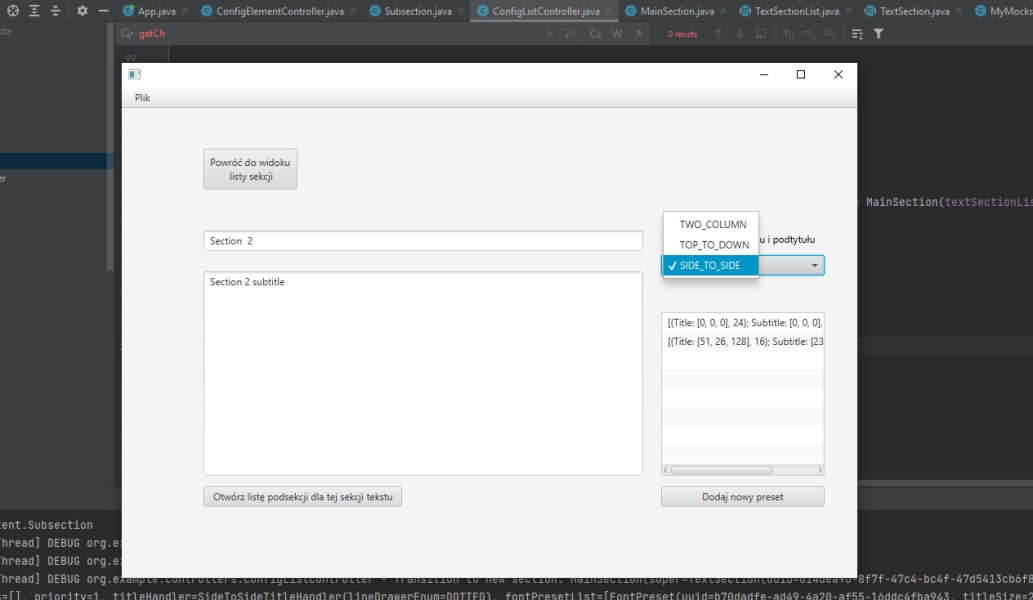 App.java
ConfigElementController.java
Subsection.java
ConfigListController.java
MainSection.java
TextSectionList.java
TextSection.java
MyMocks
cte
getCh
Cc
W
.*
0 results
99
Plik
Powróć do widoku
listy sekcji
er
MainSection(textSectionLis
TWO_COLUMN
Section  2
u i podtytułu
TOP_TO_DOWN
SIDE_TO_SIDE
Section 2 subtitle
[(Title: [0, 0, 0], 24); Subtitle: [0, 0, 0],
[(Title: [51, 26, 128], 16); Subtitle: [23
Otwórz listę podsekcji dla tej sekcji tekstu
Dodaj nowy preset
tent.Subsection
Thread] DEBUG org.e
Thread] DEBUG org.e
Thread] DEBUG org.example.controllers.ConfigListController - Transition to new section: MainSection(super=TextSection(uuid=
8f7f-47c4-bc4f-47d5413cb6f8
s=[], priority=1, titleHandler=SideToSideTitleHandler(lineDrawerEnum=DOTTED), fontPresetList=[FontPreset(uuid=b70dadfe-ad49-4a20-af55-16ddc4fba943, titleSize=2